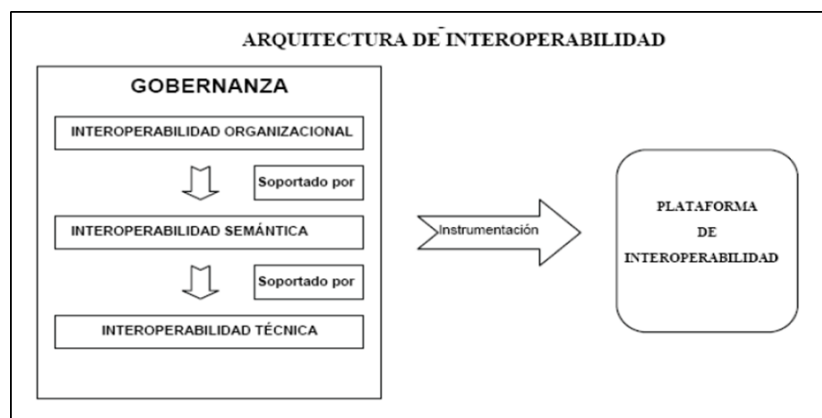 ARQUITECTURA DE INTEROPERABILIDAD
GOBERNANZA
INTEROPERABILIDAD ORGANIZACIONAL
Soportado por
INTEROPERABILIDAD SEMÁNTICA
Soportado por
INTEROPERABILIDAD TÉCNICA
Instrumentación
PLATAFORMA
DE
INTEROPERABILIDAD